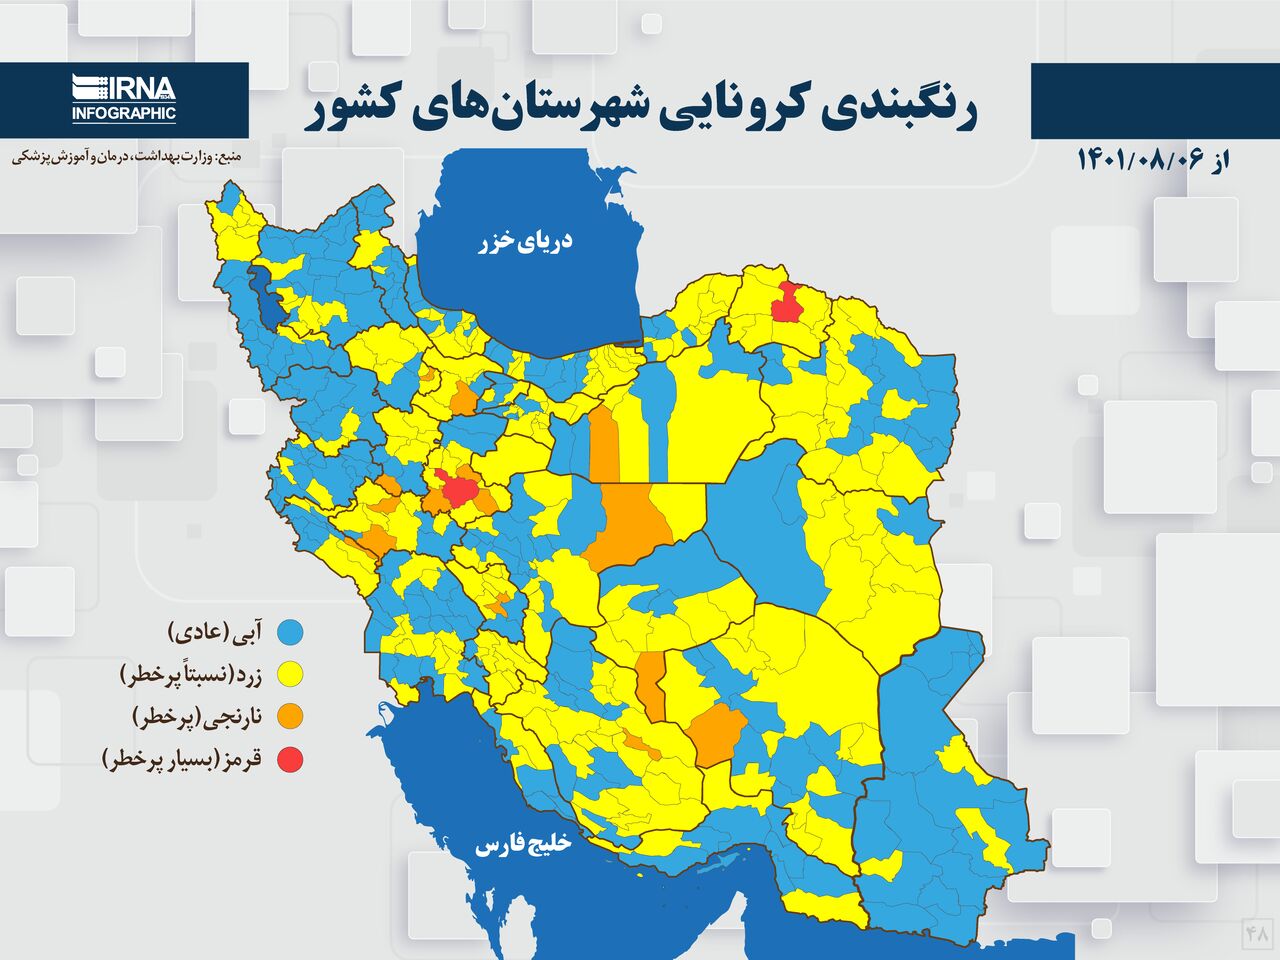 IRNA
INFOGRAPHIC
رنگبندی کرونایی شهرستان‌های کشور
منبع: وزارت بهداشت، درمان و آموزش پزشکی
از ۱۴۰۱/۰۸/۰۶
دریای خزر
آبی (عادی)
زرد (نسبتاً پرخطر)
نارنجی (پرخطر)
قرمز (بسیار پرخطر)
خلیج فارس
۴۸